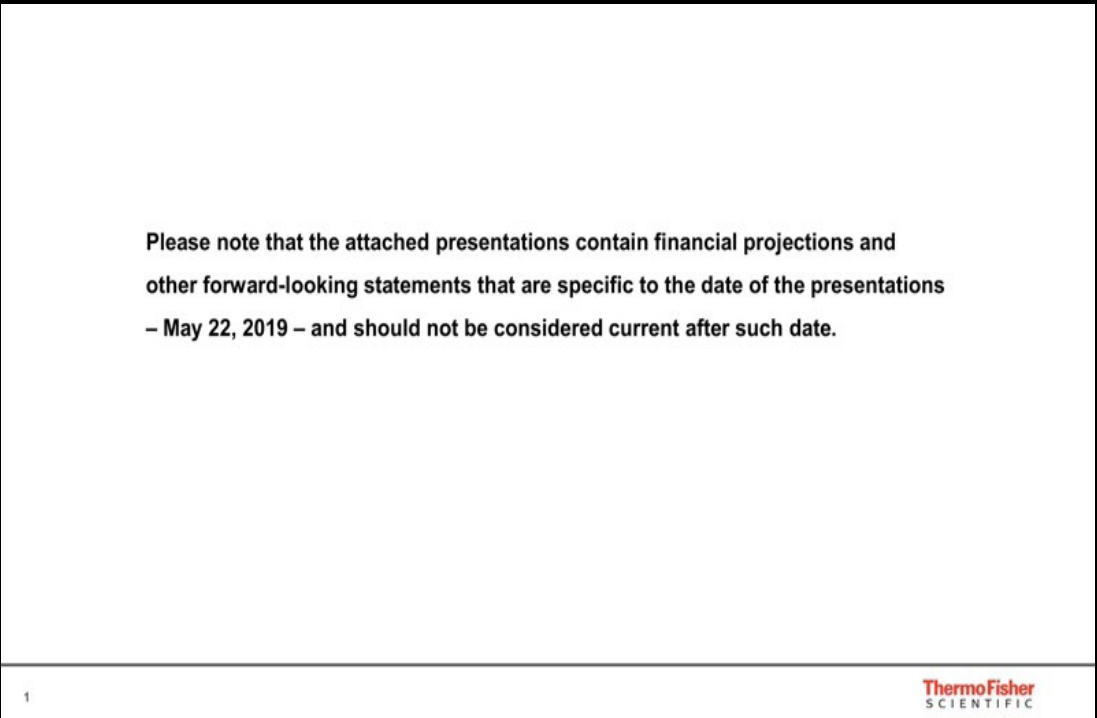 Please note that the attached presentations contain financial projections and
other forward-looking statements that are specific to the date of the presentations
– May 22, 2019 – and should not be considered current after such date.
1
ThermoFisher
SCIENTIFIC